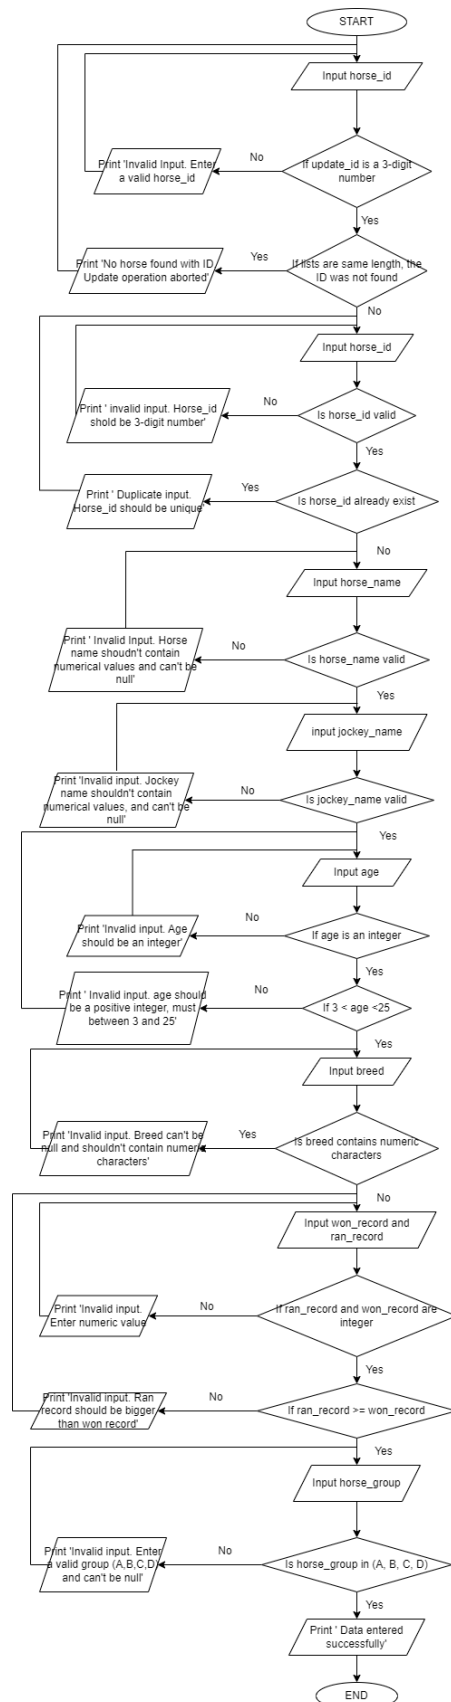 START
Input horse_id
If update_id is a 3-digit
number
No
Print 'Invalid Input. Enter
a valid horse_id
Yes
If lists are same length, the
ID was not found
Yes
Print 'No horse found with ID.
Update operation aborted'
No
Input horse_id
Is horse_id valid
No
Print ' invalid input. Horse_id
shold be 3-digit number'
Yes
Is horse_id already exist
Yes
Print ' Duplicate input.
Horse_id should be unique'
No
Input horse_name
Is horse_name valid
No
Print ' Invalid Input. Horse
name shoudn't contain
numerical values and can't be
null'
Yes
input jockey_name
Is jockey_name valid
No
Print 'Invalid input. Jockey
name shouldn't contain
numerical values, and can't be
null'
Yes
Input age
If age is an integer
No
Print 'Invalid input. Age
should be an integer'
Yes
If 3 < age <25
No
Print ' Invalid input. age should
be a positive integer, must
between 3 and 25'
Yes
Input breed
Is breed contains numeric
characters
Yes
Print 'Invalid input. Breed can't be
null and shouldn't contain numeric
characters'
No
Input won_record and
ran_record
If ran_record and won_record are
integer
No
Print 'Invalid input.
Enter numeric value
Yes
If ran_record >= won_record
No
Print 'Invalid input. Ran
record should be bigger
than won record'
Yes
Input horse_group
Is horse_group in (A, B, C, D)
No
Print 'Invalid input. Enter
a valid group (A,B,C,D)
and can't be null'
Yes
Print ' Data entered
successfully'
END